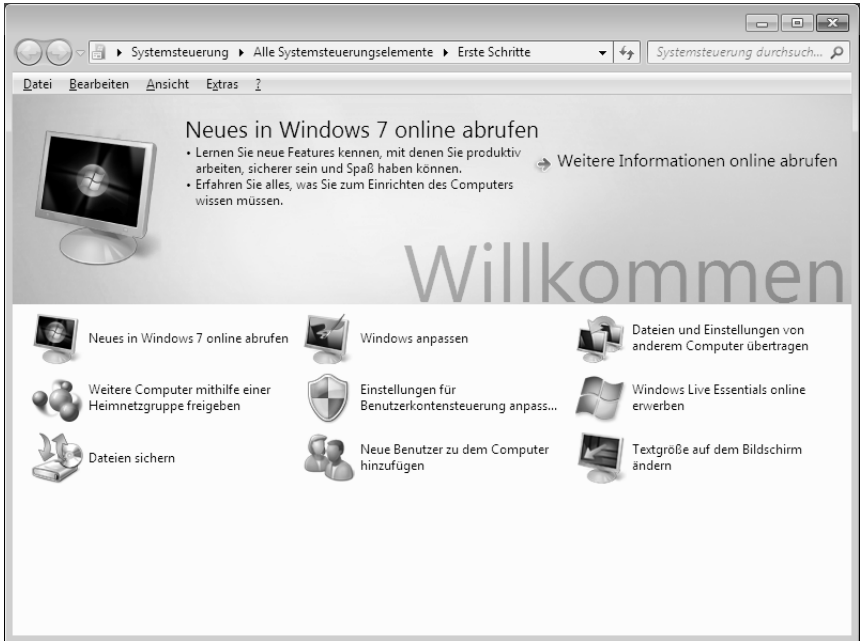 Systemsteuerung Alle Systemsteuerungselemente Erste Schritte
Systemsteuerung durchsuch...
Datei Bearbeiten Ansicht Extras ?
Neues in Windows 7 online abrufen
• Lernen Sie neue Features kennen, mit denen Sie produktiv
arbeiten, sicherer sein und Spaß haben können.
• Erfahren Sie alles, was Sie zum Einrichten des Computers
wissen müssen.
Weitere Informationen online abrufen
Willkommen
Neues in Windows 7 online abrufen
Windows anpassen
Dateien und Einstellungen von
anderem Computer übertragen
Weitere Computer mithilfe einer
Heimnetzgruppe freigeben
Einstellungen für
Benutzerkontensteuerung anpass...
Windows Live Essentials online
erwerben
Dateien sichern
Neue Benutzer zu dem Computer
hinzufügen
Textgröße auf dem Bildschirm
ändern